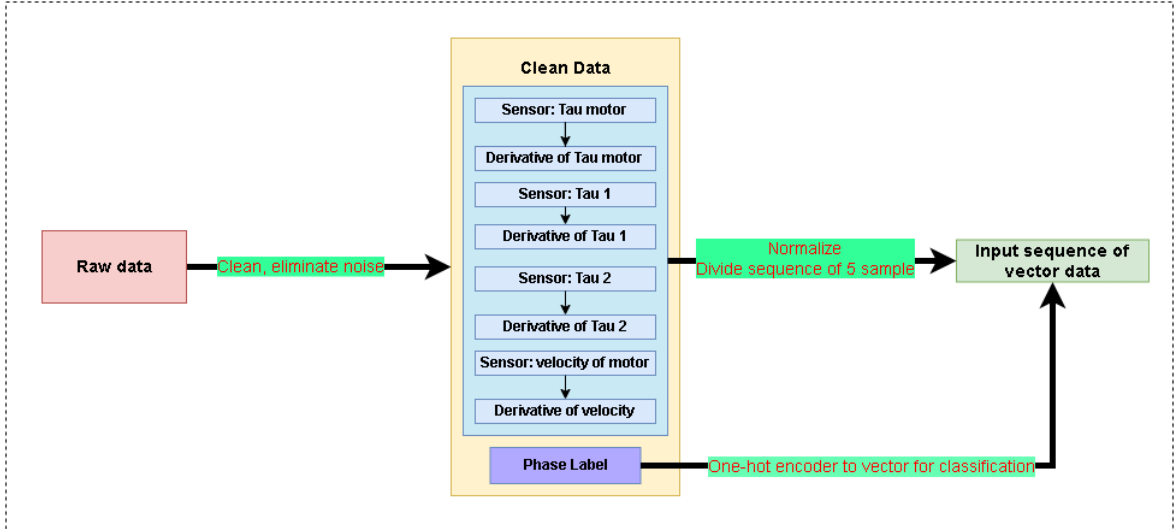 Clean Data
Sensor: Tau motor
Derivative of Tau motor
Sensor: Tau 1
Derivative of Tau 1
Sensor: Tau 2
Derivative of Tau 2
Sensor: velocity of motor
Derivative of velocity
Phase Label
Raw data
Clean, eliminate noise
Normalize
Divide sequence of 5 sample
Input sequence of
vector data
One-hot encoder to vector for classification